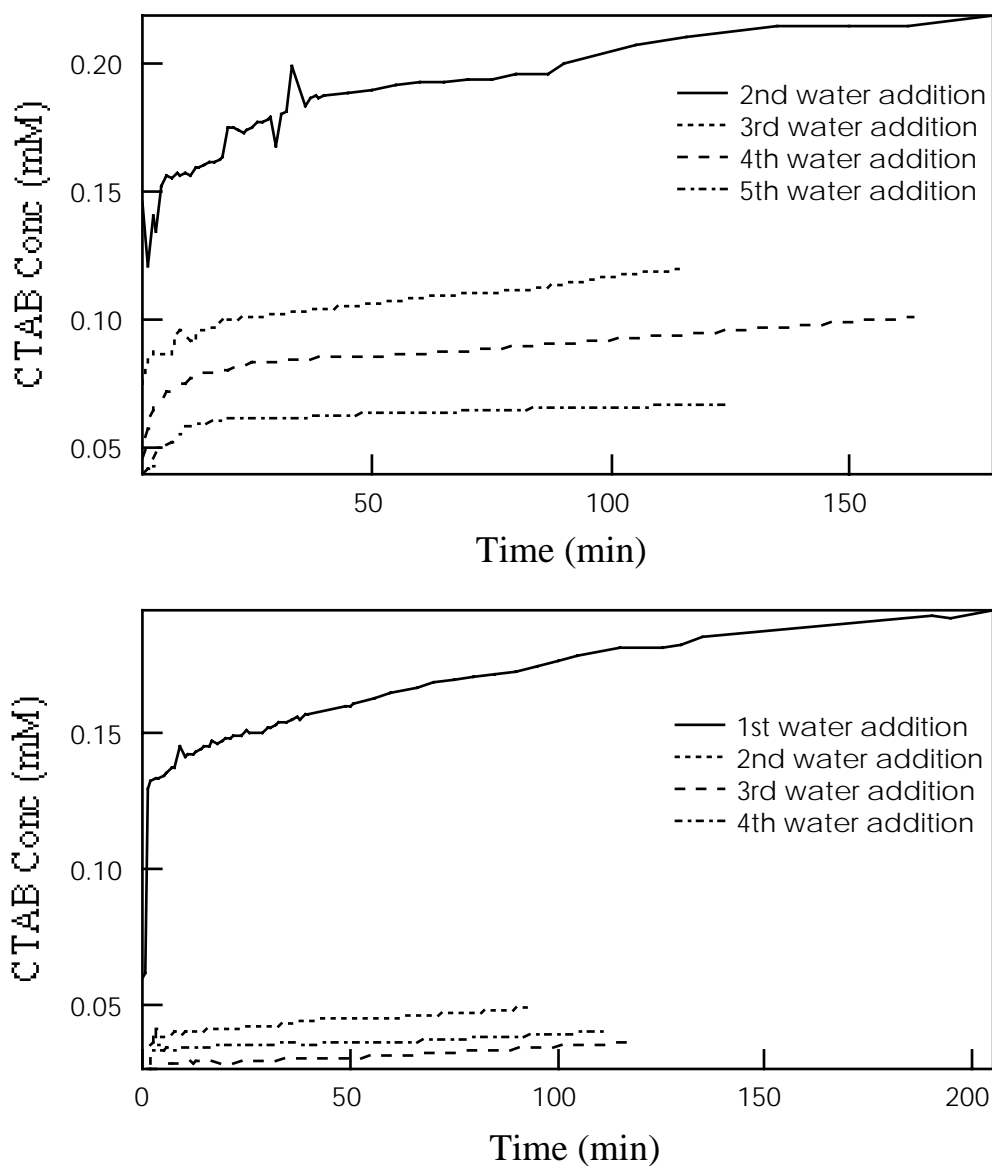 CTAB Conc (mM)
0.20
0.15
0.10
0.05
2nd water addition
3rd water addition
4th water addition
5th water addition
50
100
150
Time (min)
CTAB Conc (mM)
0.15
0.10
0.05
1st water addition
2nd water addition
3rd water addition
4th water addition
0
50
100
150
200
Time (min)